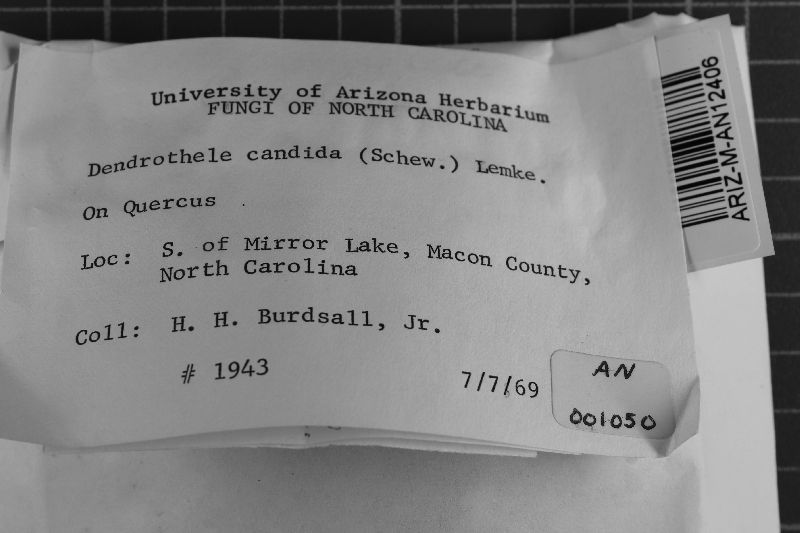 University of Arizona Herbarium
FUNGI OF NORTH CAROLINA
Dendrothele candida (Schew.) Lemke.
On Quercus
Loc: S. of Mirror Lake, Macon County,
North Carolina
Coll: H. H. Burdsall, Jr.
# 1943
7/7/69
AN
001050
ARIZ-M-AN12406